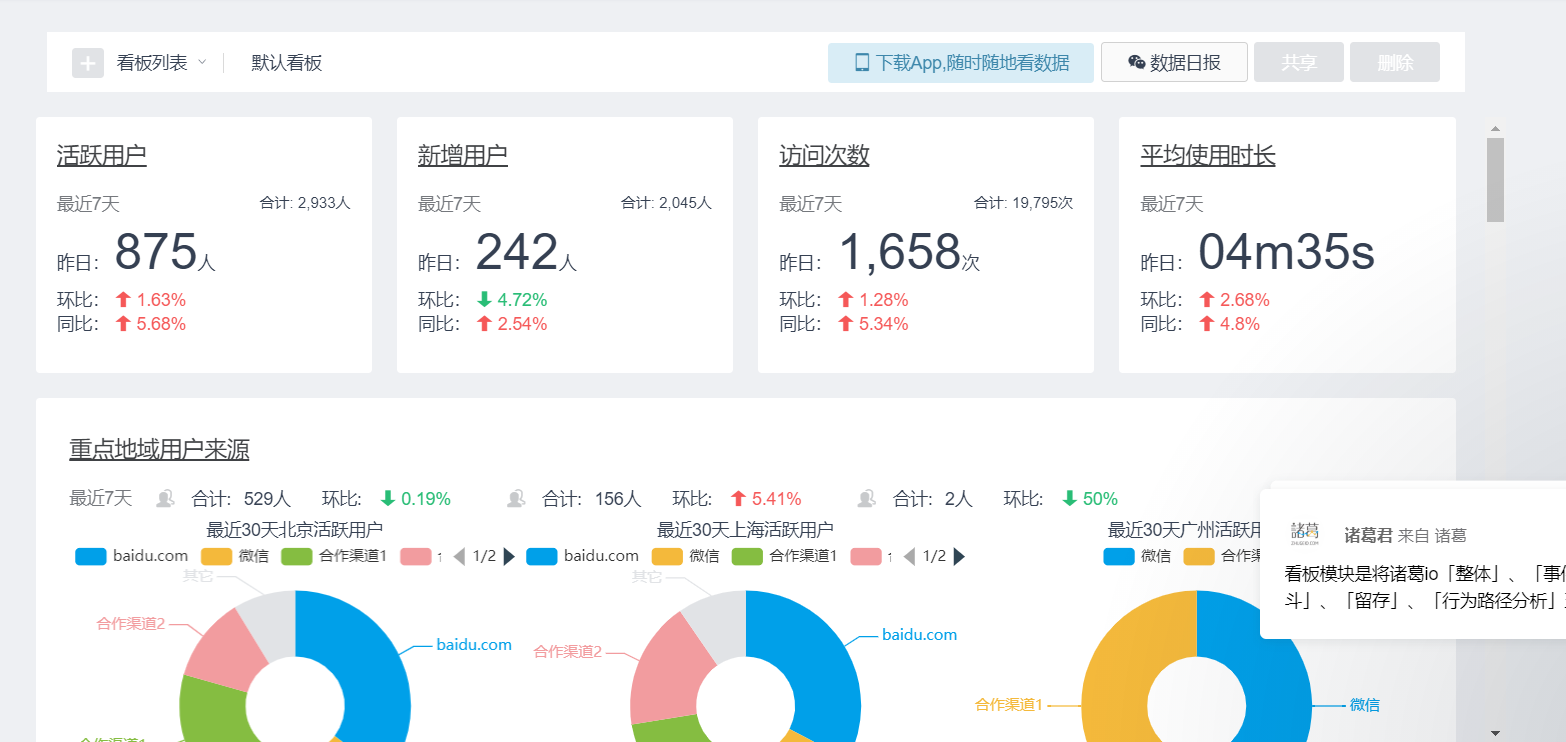 看板列表
默认看板
下载App,随时随地看数据
数据日报
共享
删除
活跃用户
最近7天 合计: 2,933人
昨日: 875人
环比: 1.63%
同比: 5.68%
新增用户
最近7天 合计: 2,045人
昨日: 242人
环比: 4.72%
同比: 2.54%
访问次数
最近7天 合计: 19,795次
昨日: 1,658次
环比: 1.28%
同比: 5.34%
平均使用时长
最近7天
昨日: 04m35s
环比: 2.68%
同比: 4.8%
重点地域用户来源
最近7天 合计: 529人 环比: 0.19% 合计: 156人 环比: 5.41% 合计: 2人 环比: 50%
最近30天北京活跃用户
baidu.com 微信 合作渠道1 1/2
其它
合作渠道2
baidu.com
合作渠道1
最近30天上海活跃用户
baidu.com 微信 合作渠道1 1/2
其它
合作渠道2
baidu.com
最近30天广州活跃用
微信 合作
合作渠道1
微信
諸葛
ZHUGEIO.COM
诸葛君 来自 诸葛
看板模块是将诸葛io「整体」、「事
斗」、「留存」、「行为路径分析」